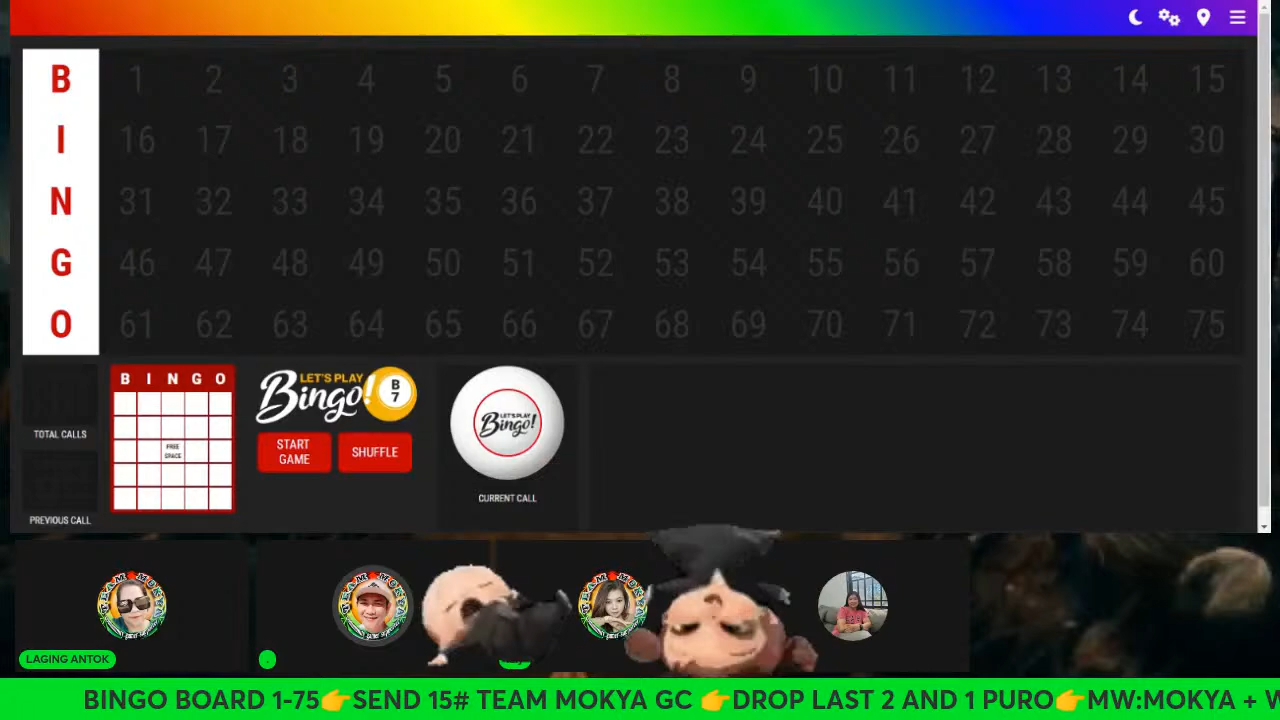 B 1 2 3 4 5 6 7 8 9 10 11 12 13 14 15
I 16 17 18 19 20 21 22 23 24 25 26 27 28 29 30
N 31 32 33 34 35 36 37 38 39 40 41 42 43 44 45
G 46 47 48 49 50 51 52 53 54 55 56 57 58 59 60
O 61 62 63 64 65 66 67 68 69 70 71 72 73 74 75
TOTAL CALLS
PREVIOUS CALL
B I N G O
FREE
SPACE
LET'S PLAY
Bingo!
B
7
START
GAME
SHUFFLE
LET'S PLAY
Bingo!
CURRENT CALL
LAGING ANTOK
.
BINGO BOARD 1-75👉SEND 15# TEAM MOKYA GC 👉DROP LAST 2 AND 1 PURO👉MW:MOKYA + W